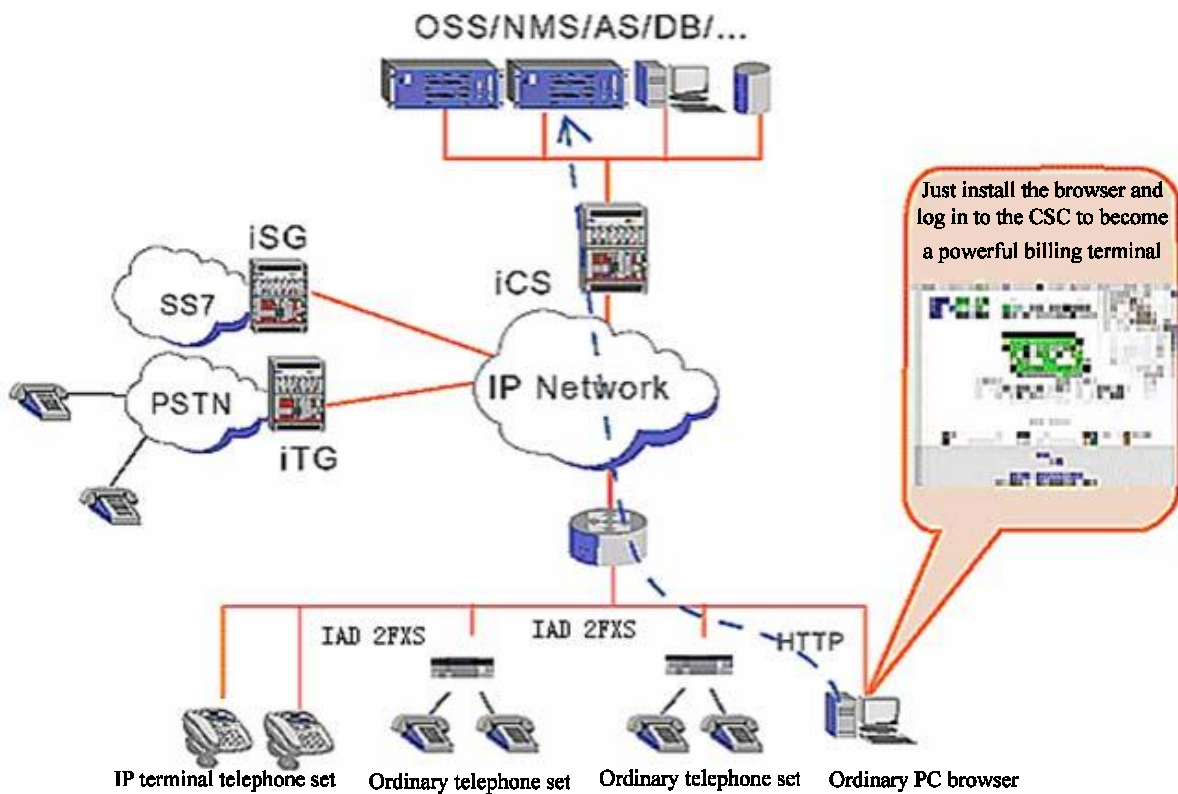 OSS/NMS/AS/DB/...
Just install the browser and
log in to the CSC to become
a powerful billing terminal
iSG
SS7
iCS
IP Network
PSTN
iTG
IAD 2FXS
IAD 2FXS
HTTP
IP terminal telephone set
Ordinary telephone set
Ordinary telephone set
Ordinary PC browser